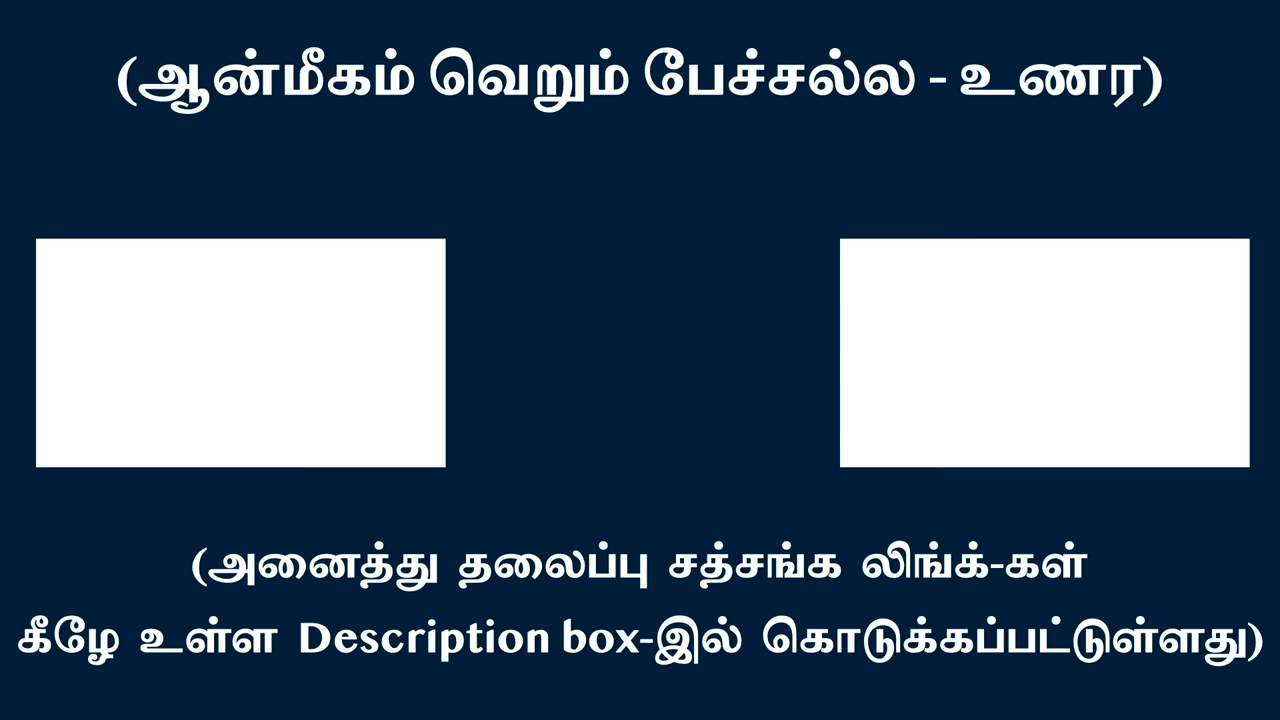 (ஆன்மீகம் வெறும் பேச்சல்ல - உணர)
(அனைத்து தலைப்பு சத்சங்க லிங்க்-கள்
கீழே உள்ள Description box-இல் கொடுக்கப்பட்டுள்ளது)